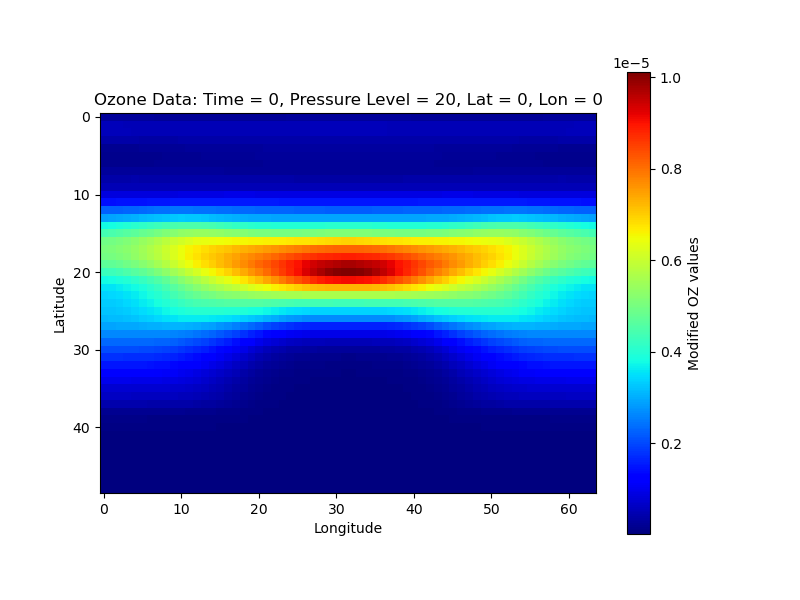 1e−5
Ozone Data: Time = 0, Pressure Level = 20, Lat = 0, Lon = 0
0
10
20
30
40
Latitude
0 10 20 30 40 50 60
Longitude
1.0
0.8
0.6
0.4
0.2
Modified OZ values